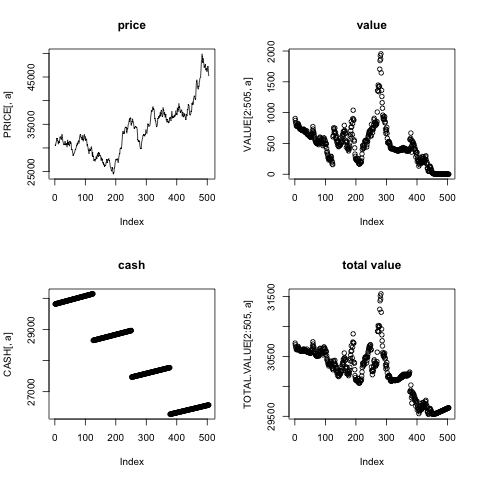 price
value
PRICE[, a]
25000
35000
45000
0 100 200 300 400 500
Index
VALUE[2:505, a]
0
500
1000
1500
2000
0 100 200 300 400 500
Index
cash
total value
CASH[, a]
27000
29000
0 100 200 300 400 500
Index
TOTAL.VALUE[2:505, a]
29500
30500
31500
0 100 200 300 400 500
Index